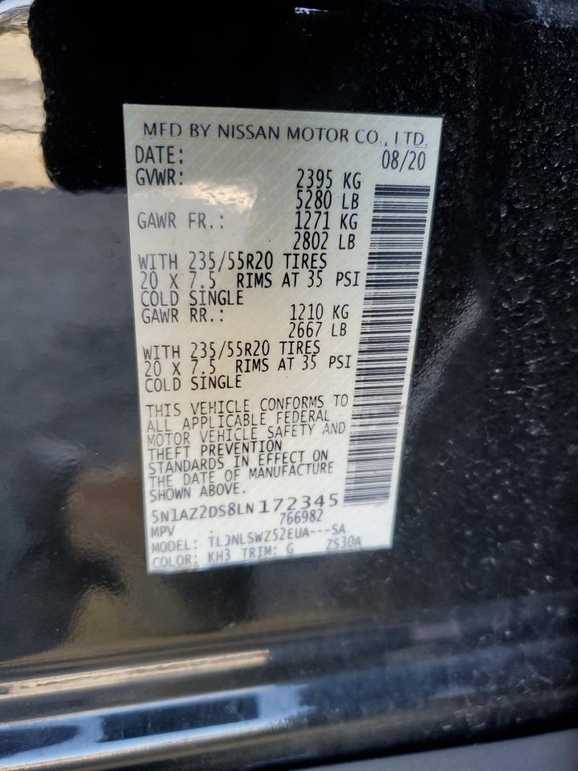 MFD BY NISSAN MOTOR CO., LTD.
DATE: 08/20
GVWR: 2395 KG
5280 LB
GAWR FR.: 1271 KG
2802 LB
WITH 235/55R20 TIRES
20 X 7.5 RIMS AT 35 PSI
COLD SINGLE
GAWR RR.: 1210 KG
2667 LB
WITH 235/55R20 TIRES
20 X 7.5 RIMS AT 35 PSI
COLD SINGLE
THIS VEHICLE CONFORMS TO
ALL APPLICABLE FEDERAL
MOTOR VEHICLE SAFETY AND
THEFT PREVENTION
STANDARDS IN EFFECT ON
THE DATE OF MANUFACTURE
SHOWN ABOVE.
5N1AZ2DS8LN172345
MPV : 766982
MODEL: TLJNLSWZ52EUA---SA
COLOR: KH3 TRIM: G ZS30A